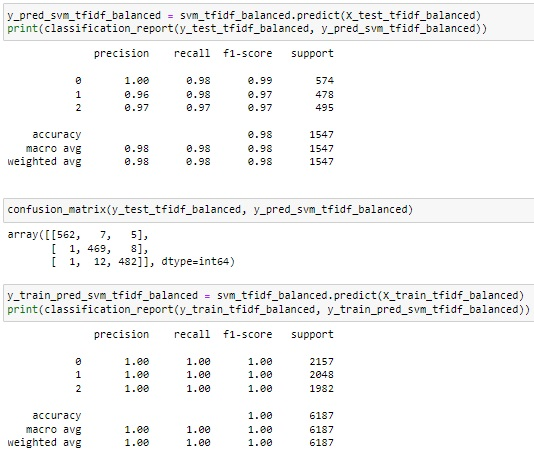 y_pred_svm_tfidf_balanced = svm_tfidf_balanced.predict(X_test_tfidf_balanced)
print(classification_report(y_test_tfidf_balanced, y_pred_svm_tfidf_balanced))
precision recall f1-score support
0 1.00 0.98 0.99 574
1 0.96 0.98 0.97 478
2 0.97 0.97 0.97 495
accuracy 0.98 1547
macro avg 0.98 0.98 0.98 1547
weighted avg 0.98 0.98 0.98 1547
confusion_matrix(y_test_tfidf_balanced, y_pred_svm_tfidf_balanced)
array([[562, 7, 5],
[ 1, 469, 8],
[ 1, 12, 482]], dtype=int64)
y_train_pred_svm_tfidf_balanced = svm_tfidf_balanced.predict(X_train_tfidf_balanced)
print(classification_report(y_train_tfidf_balanced, y_train_pred_svm_tfidf_balanced))
precision recall f1-score support
0 1.00 1.00 1.00 2157
1 1.00 1.00 1.00 2048
2 1.00 1.00 1.00 1982
accuracy 1.00 6187
macro avg 1.00 1.00 1.00 6187
weighted avg 1.00 1.00 1.00 6187